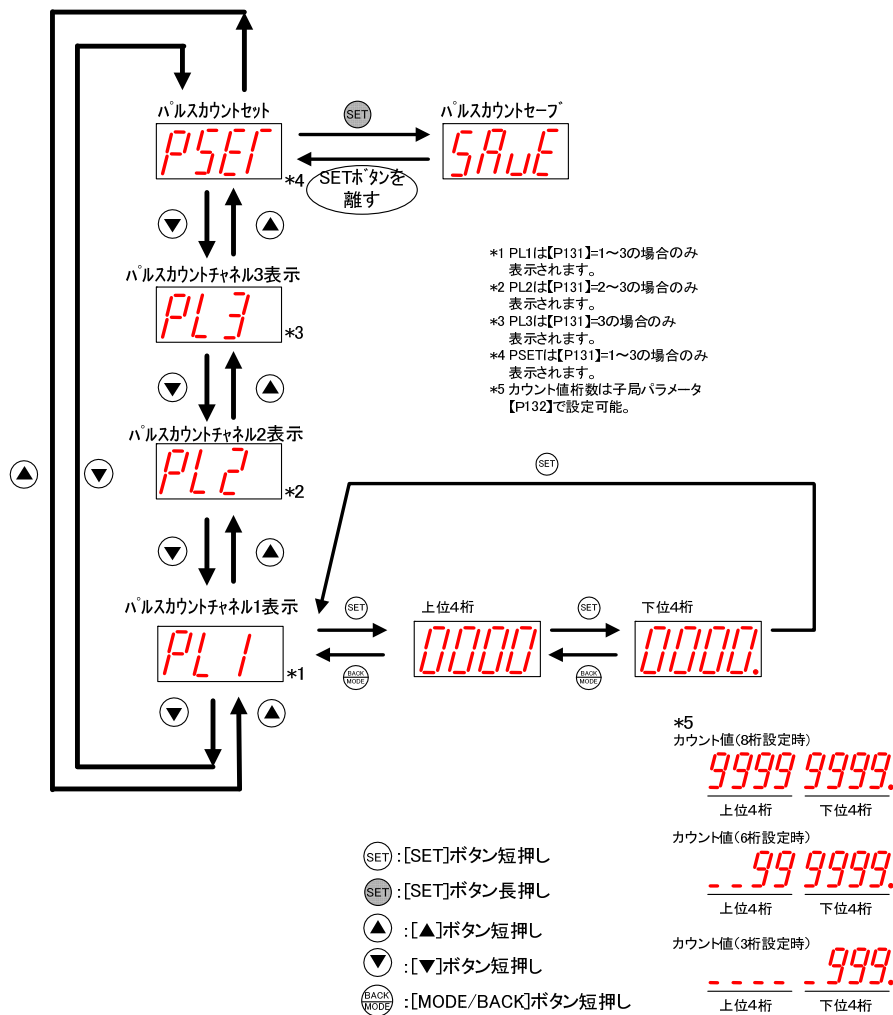 パルスカウントセット
PSET
*4
SET
SETボタンを
離す
パルスカウントセーブ
SAvE
▼
▲
パルスカウントチャネル3表示
PL3
*3
▼
▲
*1 PL1は【P131】=1～3の場合のみ
表示されます。
*2 PL2は【P131】=2～3の場合のみ
表示されます。
*3 PL3は【P131】=3の場合のみ
表示されます。
*4 PSETは【P131】=1～3の場合のみ
表示されます。
*5 カウント値桁数は子局パラメータ
【P132】で設定可能。
パルスカウントチャネル2表示
PL2
*2
▲
▼
SET
▼
▲
パルスカウントチャネル1表示
PL1
*1
SET
BACK
MODE
上位4桁
0000
SET
BACK
MODE
下位4桁
0000.
▼
▲
*5
カウント値(8桁設定時)
9999 9999.
上位4桁 下位4桁
カウント値(6桁設定時)
_ _99 9999.
上位4桁 下位4桁
カウント値(3桁設定時)
_ _ _ _ _999.
上位4桁 下位4桁
SET :[SET]ボタン短押し
SET :[SET]ボタン長押し
▲ :[▲]ボタン短押し
▼ :[▼]ボタン短押し
BACK
MODE :[MODE/BACK]ボタン短押し